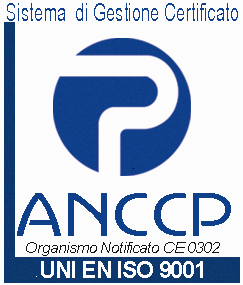 Sistema di Gestione Certificato
P
ANCCP
Organismo Notificato CE 0302
UNI EN ISO 9001